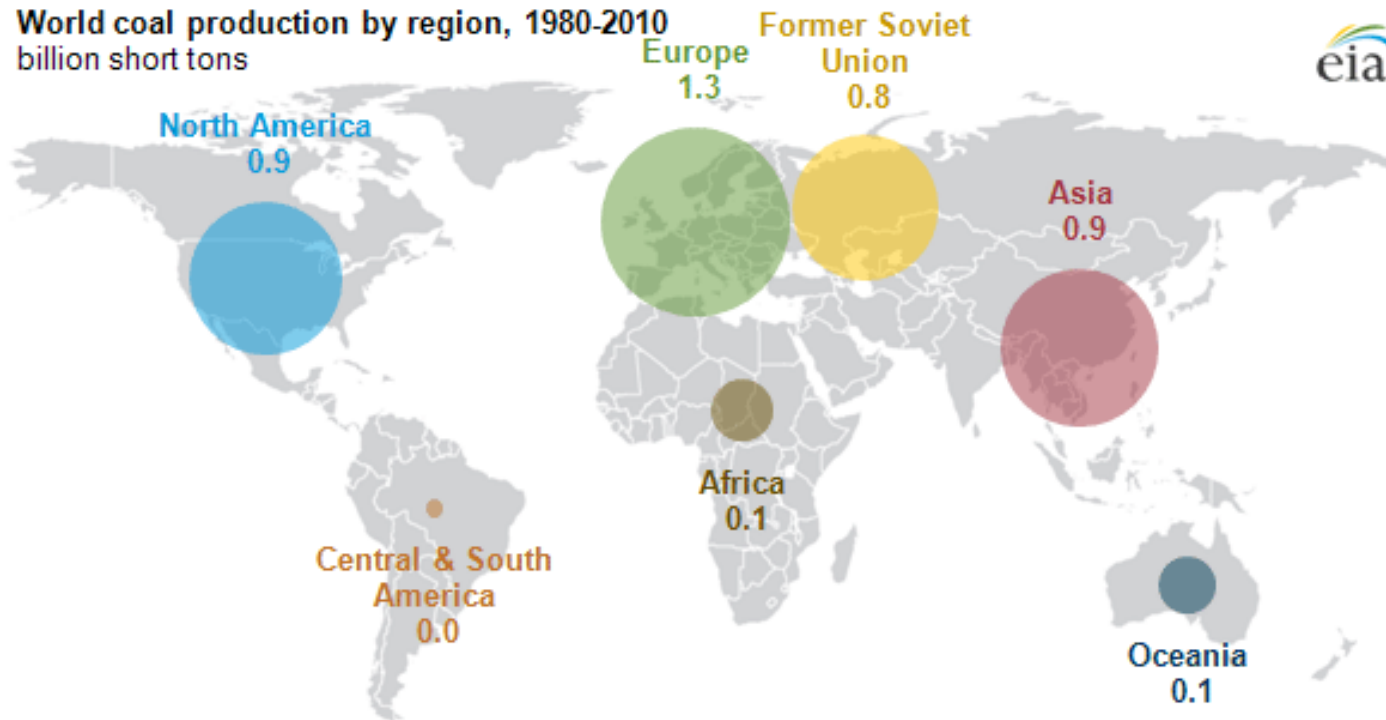 World coal production by region, 1980-2010
billion short tons
eia
North America
0.9
Europe
1.3
Former Soviet
Union
0.8
Asia
0.9
Africa
0.1
Central & South
America
0.0
Oceania
0.1